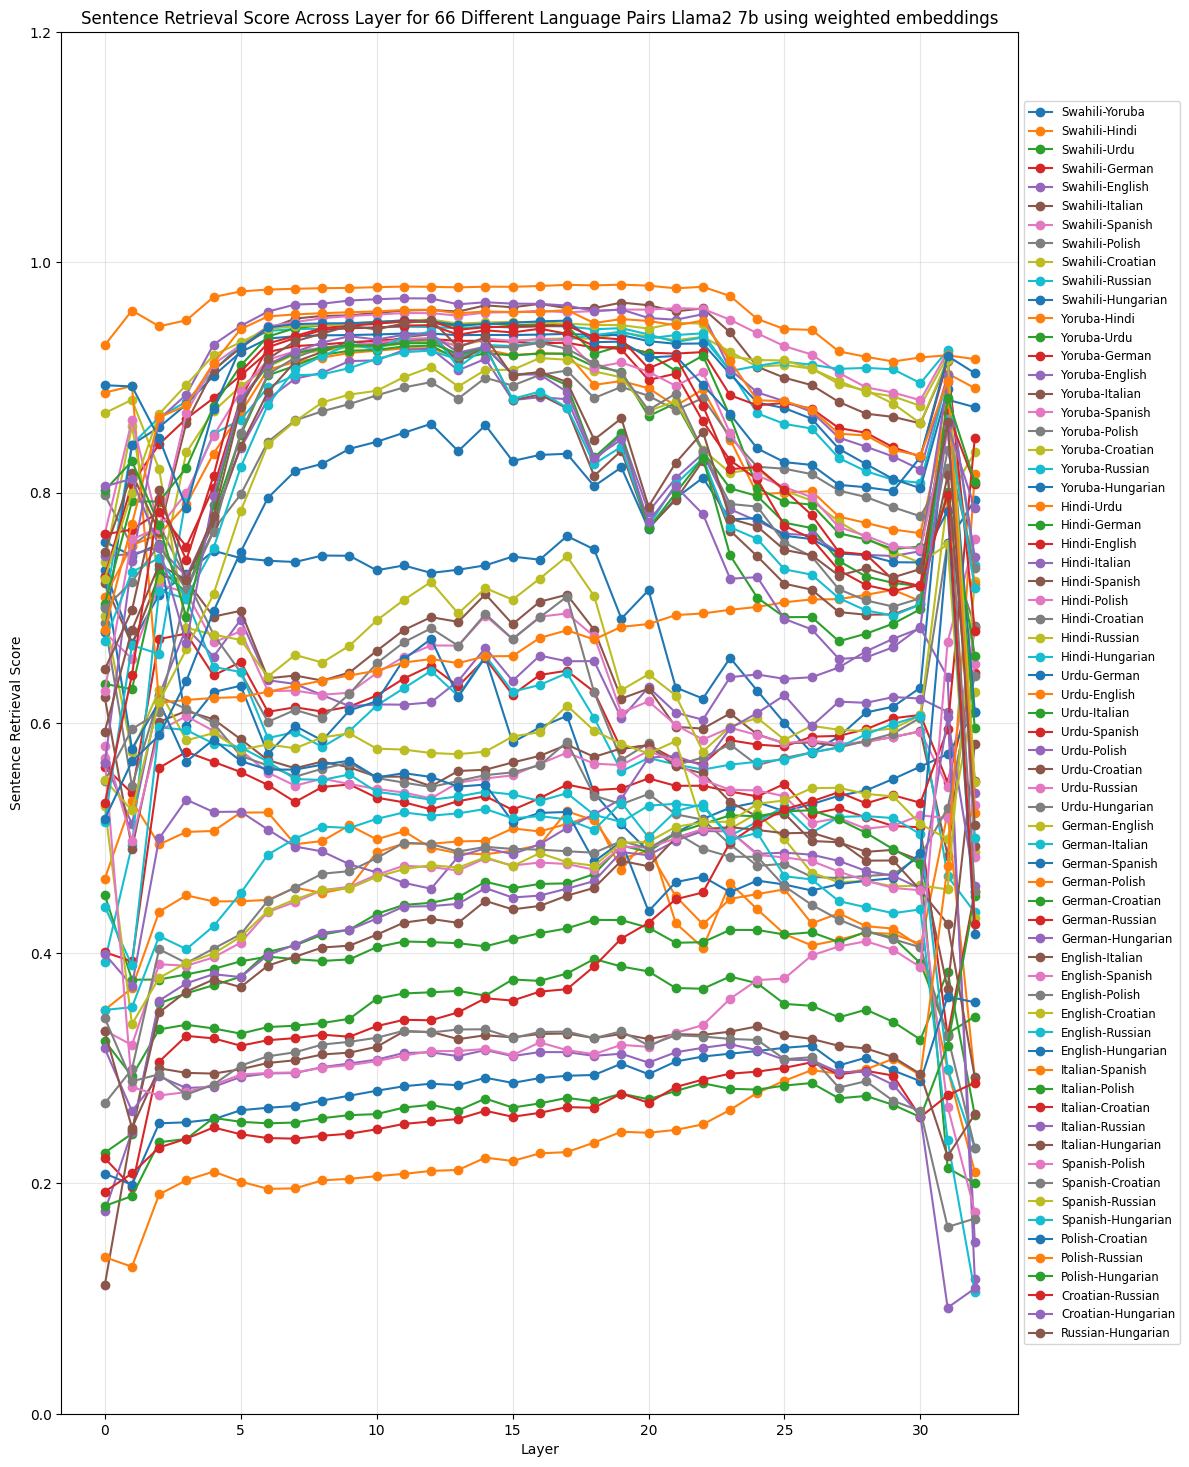 Sentence Retrieval Score Across Layer for 66 Different Language Pairs Llama2 7b using weighted embeddings
Sentence Retrieval Score
1.2
1.0
0.8
0.6
0.4
0.2
0.0
0 5 10 15 20 25 30
Layer
Swahili-Yoruba
Swahili-Hindi
Swahili-Urdu
Swahili-German
Swahili-English
Swahili-Italian
Swahili-Spanish
Swahili-Polish
Swahili-Croatian
Swahili-Russian
Swahili-Hungarian
Yoruba-Hindi
Yoruba-Urdu
Yoruba-German
Yoruba-English
Yoruba-Italian
Yoruba-Spanish
Yoruba-Polish
Yoruba-Croatian
Yoruba-Russian
Yoruba-Hungarian
Hindi-Urdu
Hindi-German
Hindi-English
Hindi-Italian
Hindi-Spanish
Hindi-Polish
Hindi-Croatian
Hindi-Russian
Hindi-Hungarian
Urdu-German
Urdu-English
Urdu-Italian
Urdu-Spanish
Urdu-Polish
Urdu-Croatian
Urdu-Russian
Urdu-Hungarian
German-English
German-Italian
German-Spanish
German-Polish
German-Croatian
German-Russian
German-Hungarian
English-Italian
English-Spanish
English-Polish
English-Croatian
English-Russian
English-Hungarian
Italian-Spanish
Italian-Polish
Italian-Croatian
Italian-Russian
Italian-Hungarian
Spanish-Polish
Spanish-Croatian
Spanish-Russian
Spanish-Hungarian
Polish-Croatian
Polish-Russian
Polish-Hungarian
Croatian-Russian
Croatian-Hungarian
Russian-Hungarian